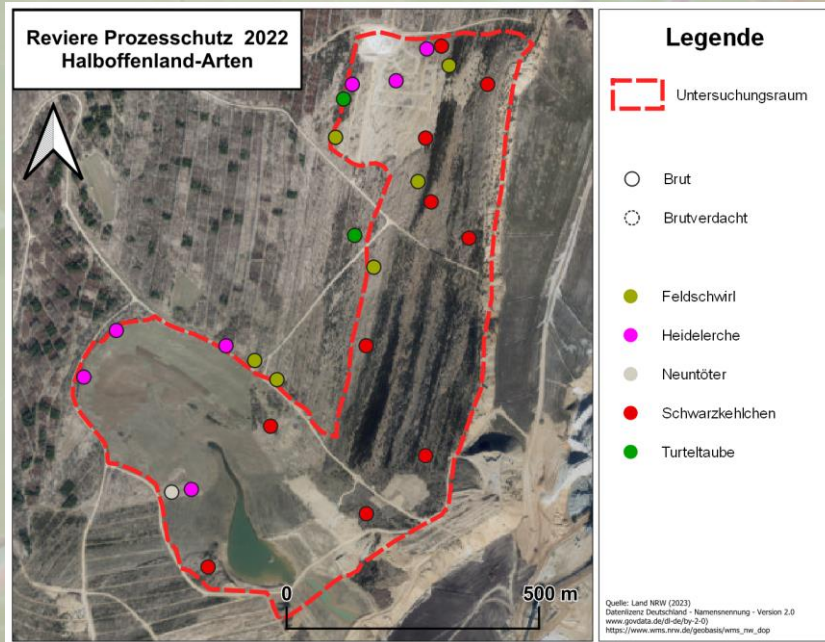 Reviere Prozesschutz 2022
Halboffenland-Arten
0
500 m
Legende
Untersuchungsraum
Brut
Brutverdacht
Feldschwirl
Heidelerche
Neuntöter
Schwarzkehlchen
Turteltaube
Quelle: Land NRW (2023)
Datenlizenz Deutschland - Namensnennung - Version 2.0
www.govdata.de/dl-de/by-2-0)
https://www.wms.nrw.de/geobasis/wms_nw_dop